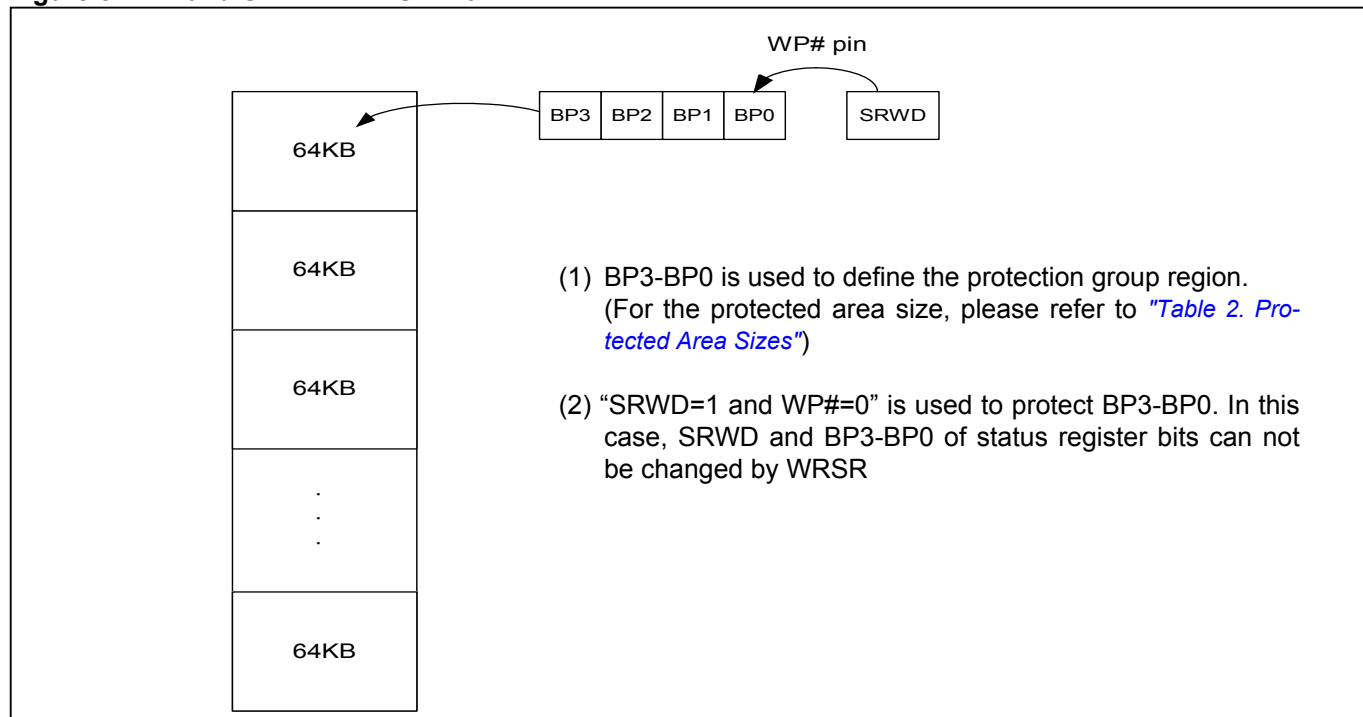 WP# pin
BP3 BP2 BP1 BP0 SRWD
64KB
64KB
64KB
.
.
.
64KB
(1) BP3-BP0 is used to define the protection group region.
(For the protected area size, please refer to "Table 2. Pro-
tected Area Sizes")
(2) “SRWD=1 and WP#=0” is used to protect BP3-BP0. In this
case, SRWD and BP3-BP0 of status register bits can not
be changed by WRSR